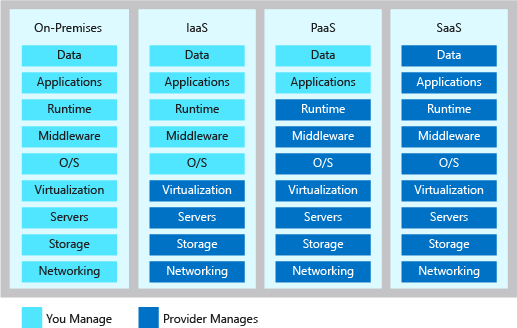 On-Premises IaaS PaaS SaaS
Data Data Data Data
Applications Applications Applications Applications
Runtime Runtime Runtime Runtime
Middleware Middleware Middleware Middleware
O/S O/S O/S O/S
Virtualization Virtualization Virtualization Virtualization
Servers Servers Servers Servers
Storage Storage Storage Storage
Networking Networking Networking Networking
You Manage Provider Manages